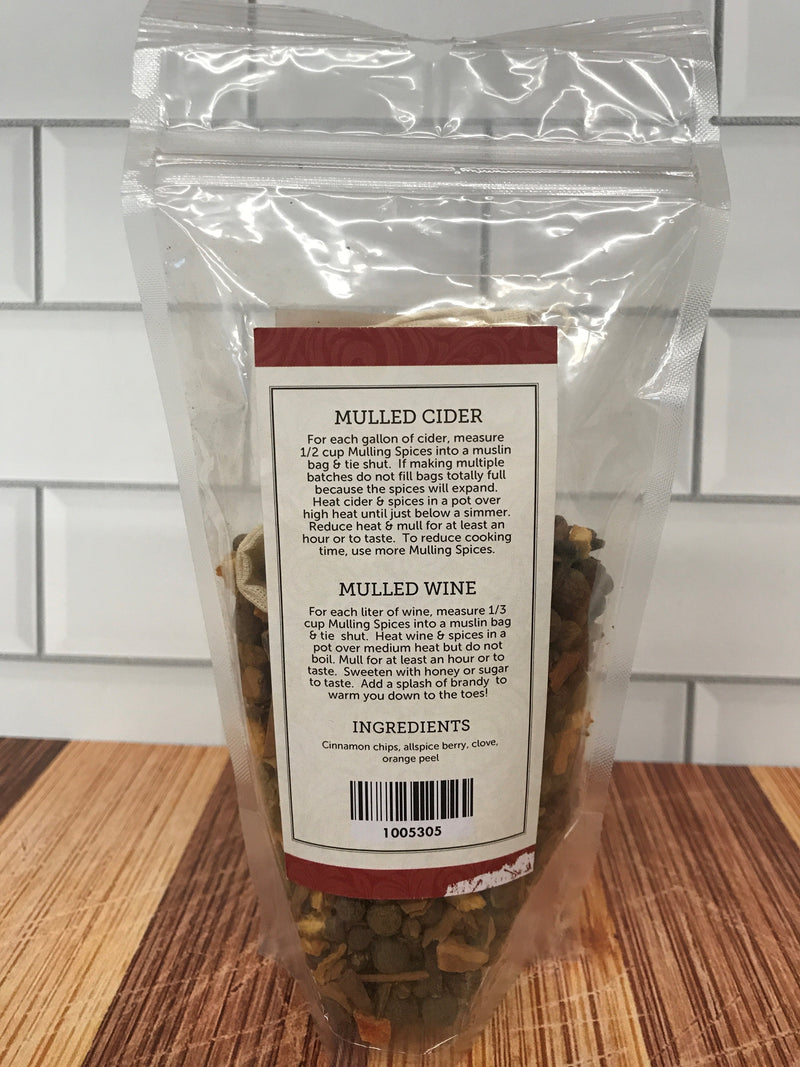 MULLED CIDER
For each gallon of cider, measure
1/2 cup Mulling Spices into a muslin
bag & tie shut. If making multiple
batches do not fill bags totally full
because the spices will expand.
Heat cider & spices in a pot over
high heat until just below a simmer.
Reduce heat & mull for at least an
hour or to taste. To reduce cooking
time, use more Mulling Spices.
MULLED WINE
For each liter of wine, measure 1/3
cup Mulling Spices into a muslin bag
& tie shut. Heat wine & spices in a
pot over medium heat but do not
boil. Mull for at least an hour or to
taste. Sweeten with honey or sugar
to taste. Add a splash of brandy to
warm you down to the toes!
INGREDIENTS
Cinnamon chips, allspice berry, clove,
orange peel
1005305